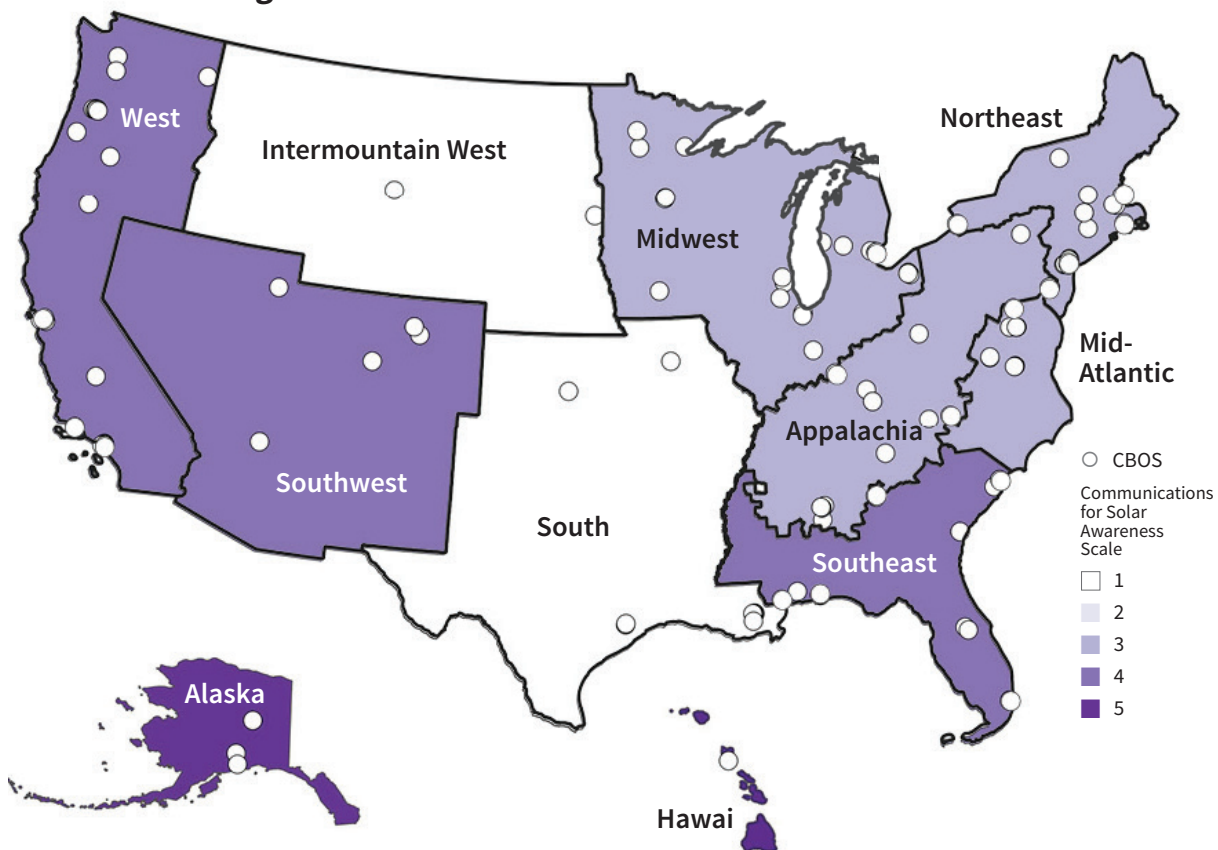 West
Intermountain West
Northeast
Midwest
Mid-
Atlantic
Appalachia
Southwest
South
Southeast
CBOS
Communications
for Solar
Awareness
Scale
1
2
3
4
5
Alaska
Hawai